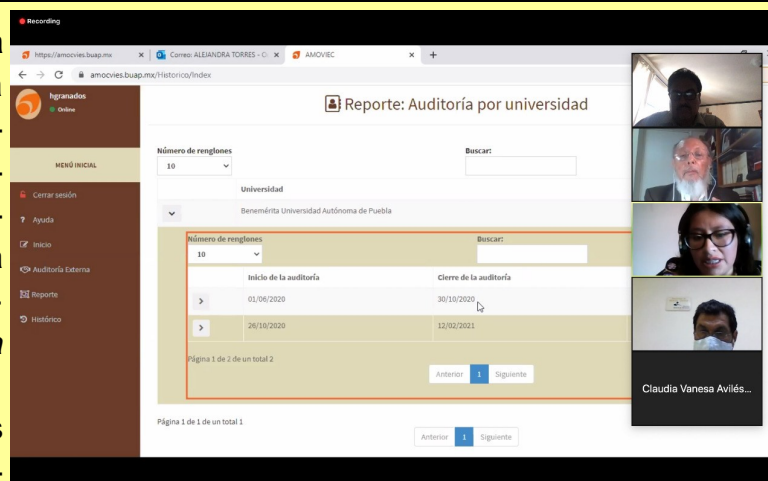 Recording
https://amocvies.buap.mx
Correo: ALEJANDRA TORRES - O
AMOVIEC
amocvies.buap.mx/Historico/Index
hgranados
Online
MENÚ INICIAL
Cerrar sesión
? Ayuda
Inicio
Auditoría Externa
Reporte
Histórico
Reporte: Auditoría por universidad
Número de renglones
Buscar:
10
Universidad
Benemérita Universidad Autónoma de Puebla
Número de renglones
Buscar:
10
Inicio de la auditoría
Cierre de la auditoría
01/06/2020
30/10/2020
26/10/2020
12/02/2021
Página 1 de 2 de un total 2
Anterior 1 Siguiente
Página 1 de 1 de un total 1
Anterior 1 Siguiente
Claudia Vanesa Avilés...